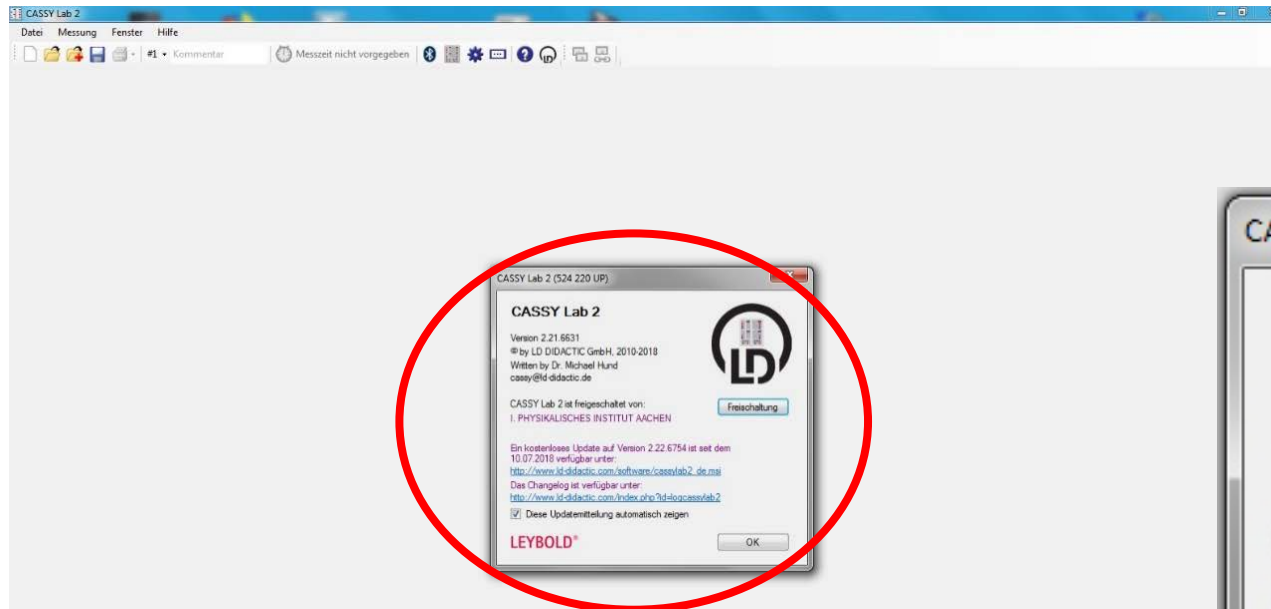 CASSY Lab 2
Datei Messung Fenster Hilfe
#1 Kommentar Messzeit nicht vorgegeben
CASSY Lab 2 (524 220 UP)
CASSY Lab 2
Version 2.21.6631
© by LD DIDACTIC GmbH, 2010-2018
Written by Dr. Michael Hund
cassy@ld-didactic.de
LD
CASSY Lab 2 ist freigeschaltet von:
Freischaltung
I. PHYSIKALISCHES INSTITUT AACHEN
Ein kostenloses Update auf Version 2.22.6754 ist seit dem
10.07.2018 verfügbar unter:
http://www.ld-didactic.com/software/cassylab2_de.msi
Das Changelog ist verfügbar unter:
http://www.ld-didactic.com/index.php?id=logcassylab2
Diese Updatemitteilung automatisch zeigen
LEYBOLD®
OK
CA